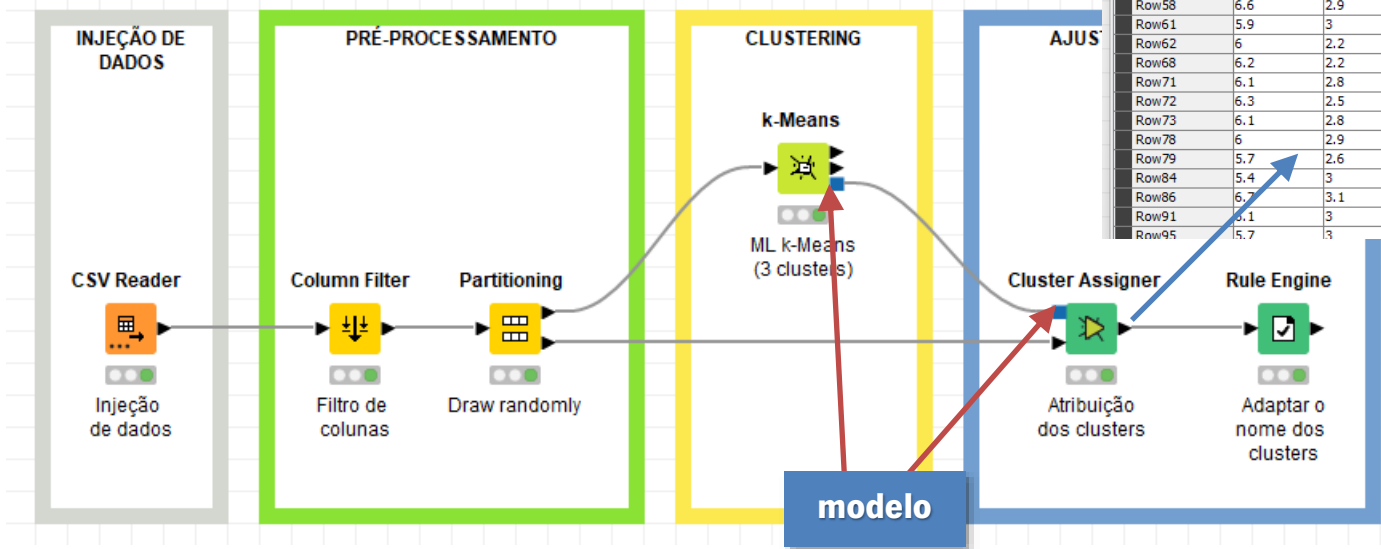 INJEÇÃO DE
DADOS
PRÉ-PROCESSAMENTO
CLUSTERING
k-Means
ML k-Means
(3 clusters)
CSV Reader
Injeção
de dados
Column Filter
Filtro de
colunas
Partitioning
Draw randomly
Cluster Assigner
Atribuição
dos clusters
Rule Engine
Adaptar o
nome dos
clusters
modelo
Row58 6.6 2.9
Row61 5.9 3
Row62 6 2.2
Row68 6.2 2.2
Row71 6.1 2.8
Row72 6.3 2.5
Row73 6.1 2.8
Row78 6 2.9
Row79 5.7 2.6
Row84 5.4 3
Row86 6.7 3.1
Row91 6.1 3
Row95 5.7 3